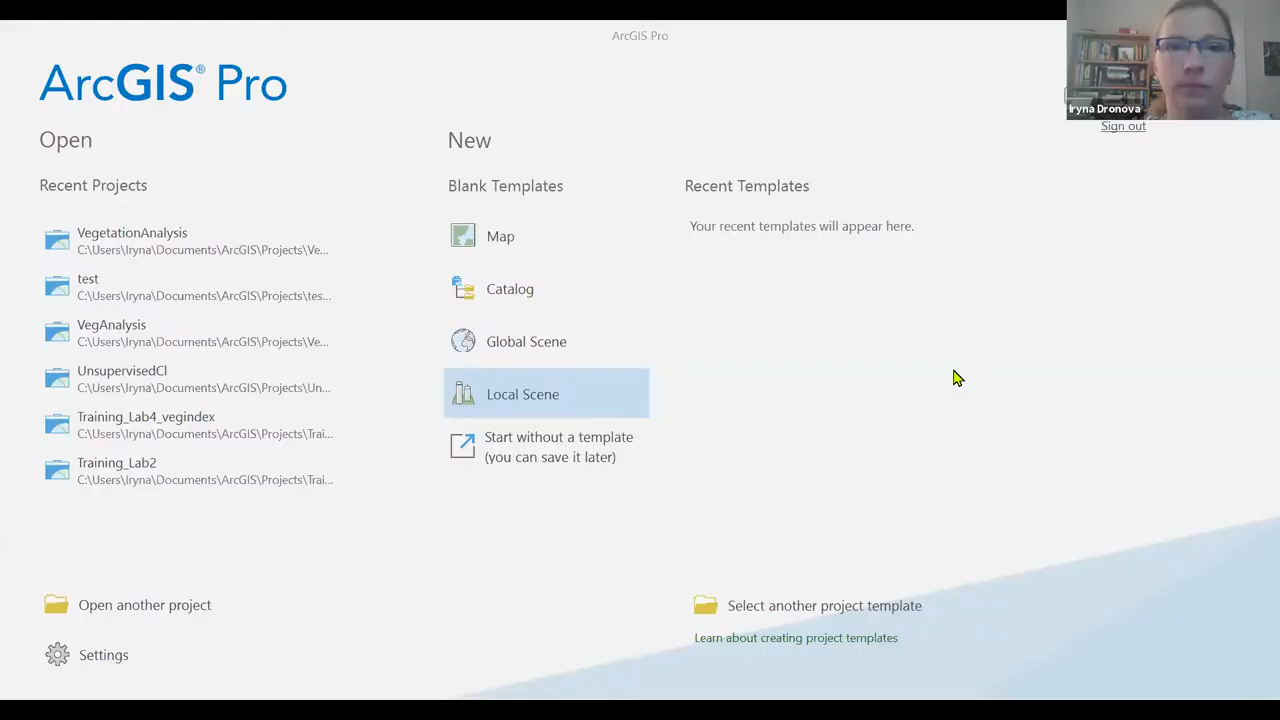 ArcGIS Pro
ArcGIS® Pro
Iryna Dronova
Sign out
Open
New
Recent Projects
Blank Templates
Recent Templates
VegetationAnalysis
C:\Users\Iryna\Documents\ArcGIS\Projects\Ve...
test
C:\Users\Iryna\Documents\ArcGIS\Projects\tes...
VegAnalysis
C:\Users\Iryna\Documents\ArcGIS\Projects\Ve...
UnsupervisedCl
C:\Users\Iryna\Documents\ArcGIS\Projects\Un...
Training_Lab4_vegindex
C:\Users\Iryna\Documents\ArcGIS\Projects\Trai...
Training_Lab2
C:\Users\Iryna\Documents\ArcGIS\Projects\Trai...
Map
Catalog
Global Scene
Local Scene
Start without a template
(you can save it later)
Your recent templates will appear here.
Open another project
Settings
Select another project template
Learn about creating project templates